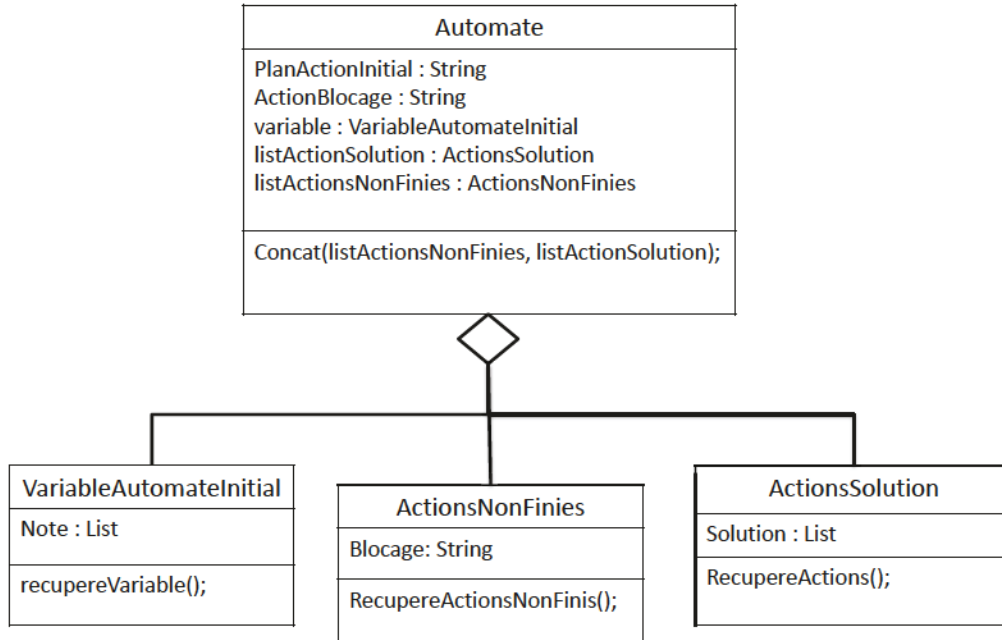 Automate
PlanActionInitial : String
ActionBlocage : String
variable : VariableAutomateInitial
listActionSolution : ActionsSolution
listActionsNonFinies : ActionsNonFinies
Concat(listActionsNonFinies, listActionSolution);
VariableAutomateInitial
Note : List
recupereVariable();
ActionsNonFinies
Blocage: String
RecupereActionsNonFinis();
ActionsSolution
Solution : List
RecupereActions();